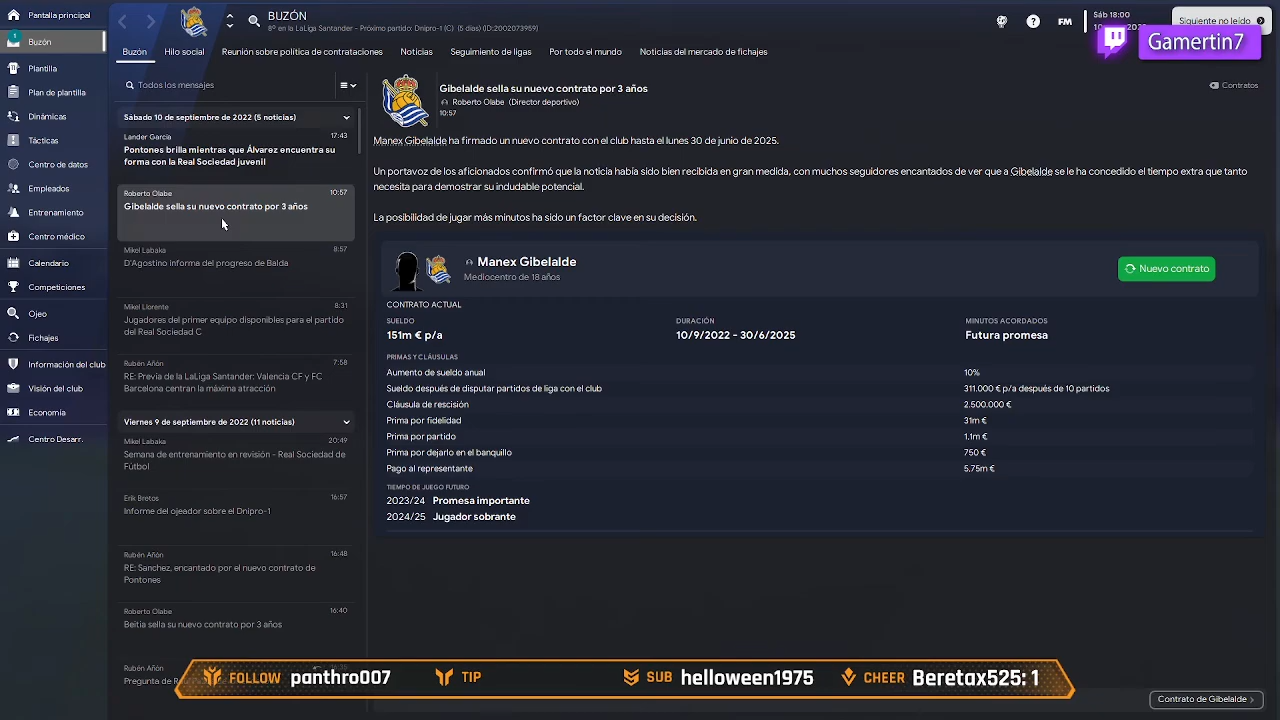 Página principal
1
Buzón
Plantilla
Plan de plantilla
Dinámicas
Tácticas
Centro de datos
Empleados
Entrenamiento
Centro médico
Calendario
Competiciones
Ojeo
Fichajes
Información del club
Visión del club
Economía
Centro Desarr.
BUZÓN
8º en la LaLiga Santander - Próximo partido: Dnipro-1 (C) (5 días) (ID:2002073959)
FM
Sáb 18:00
Siguiente no leído
Gamertin7
Buzón
Hilo social
Reunión sobre política de contrataciones
Noticias
Seguimiento de ligas
Por todo el mundo
Noticias del mercado de fichajes
Todos los mensajes
Sábado 10 de septiembre de 2022 (5 noticias)
Lander García 17:43
Pontones brilla mientras que Álvarez encuentra su
forma con la Real Sociedad juvenil
Roberto Olabe 10:57
Gibelalde sella su nuevo contrato por 3 años
Mikel Labaka 8:57
D'Agostino informa del progreso de Balda
Mikel Llorente 8:31
Jugadores del primer equipo disponibles para el partido
del Real Sociedad C
Rubén Añón 7:58
RE: Previa de la LaLiga Santander: Valencia CF y FC
Barcelona centran la máxima atracción
Viernes 9 de septiembre de 2022 (11 noticias)
Mikel Labaka 20:49
Semana de entrenamiento en revisión - Real Sociedad de
Fútbol
Erik Bretos 16:57
Informe del ojeador sobre el Dnipro-1
Rubén Añón 16:48
RE: Sanchez, encantado por el nuevo contrato de
Pontones
Roberto Olabe 16:40
Beitia sella su nuevo contrato por 3 años
Rubén Añón
Pregunta de
Gibelalde sella su nuevo contrato por 3 años
Roberto Olabe (Director deportivo)
10:57
Contratos
Manex Gibelalde ha firmado un nuevo contrato con el club hasta el lunes 30 de junio de 2025.
Un portavoz de los aficionados confirmó que la noticia había sido bien recibida en gran medida, con muchos seguidores encantados de ver que a Gibelalde se le ha concedido el tiempo extra que tanto
necesita para demostrar su indudable potencial.
La posibilidad de jugar más minutos ha sido un factor clave en su decisión.
Manex Gibelalde
Mediocentro de 18 años
Nuevo contrato
CONTRATO ACTUAL
SUELDO DURACIÓN MINUTOS ACORDADOS
151m € p/a 10/9/2022 - 30/6/2025 Futura promesa
PRIMAS Y CLÁUSULAS
Aumento de sueldo anual 10%
Sueldo después de disputar partidos de liga con el club 311.000 € p/a después de 10 partidos
Cláusula de rescisión 2.500.000 €
Prima por fidelidad 31m €
Prima por partido 1.1m €
Prima por dejarlo en el banquillo 750 €
Pago al representante 5.75m €
TIEMPO DE JUEGO FUTURO
2023/24 Promesa importante
2024/25 Jugador sobrante
FOLLOW panthro007 TIP SUB helloween1975 CHEER Beretax525: 1
Contrato de Gibelalde